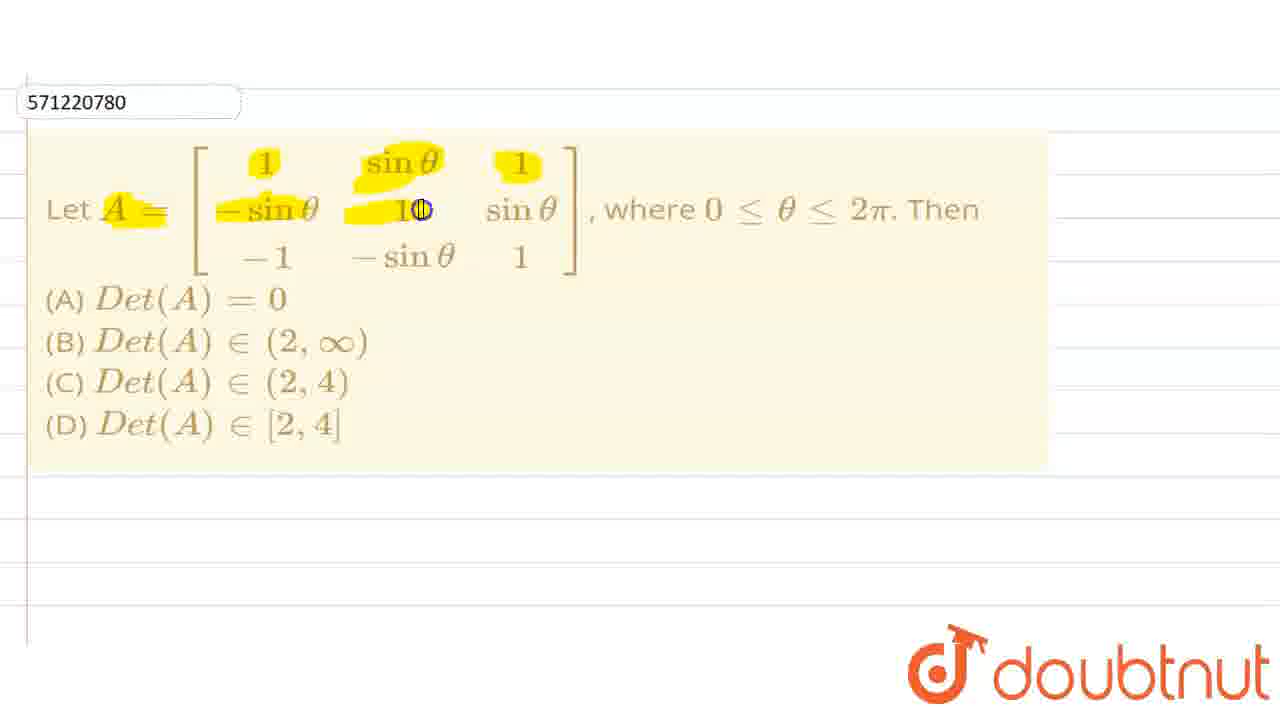 571220780
Let A = [ 1 sin θ 1
− sin θ 1 sin θ
−1 − sin θ 1 ] , where 0 ≤ θ ≤ 2π. Then
(A) Det(A) = 0
(B) Det(A) ∈ (2, ∞)
(C) Det(A) ∈ (2, 4)
(D) Det(A) ∈ [2, 4]
doubtnut